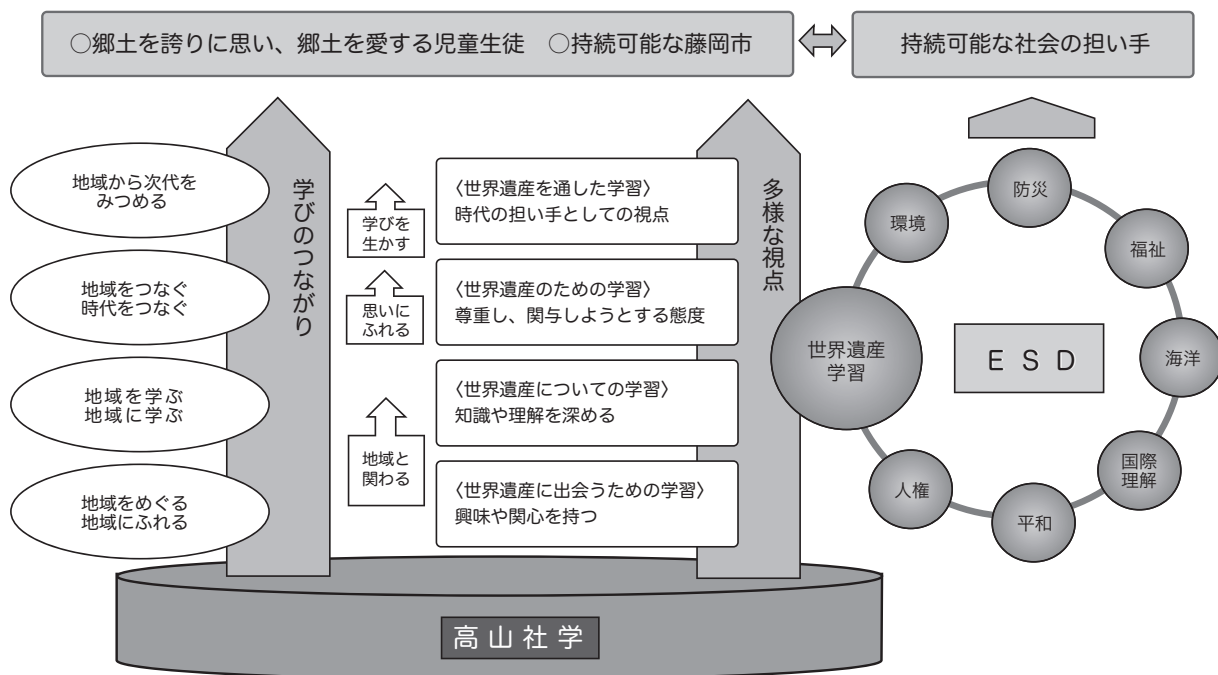 ○郷土を誇りに思い、郷土を愛する児童生徒　○持続可能な藤岡市
持続可能な社会の担い手
地域から次代を
みつめる
地域をつなぐ
時代をつなぐ
地域を学ぶ
地域に学ぶ
地域をめぐる
地域にふれる
学びのつながり
学びを
生かす
思いに
ふれる
地域と
関わる
〈世界遺産を通した学習〉
時代の担い手としての視点
〈世界遺産のための学習〉
尊重し、関与しようとする態度
〈世界遺産についての学習〉
知識や理解を深める
〈世界遺産に出会うための学習〉
興味や関心を持つ
多様な視点
防災
環境
福祉
世界遺産
学習
ESD
海洋
国際
理解
人権
平和
高山社学